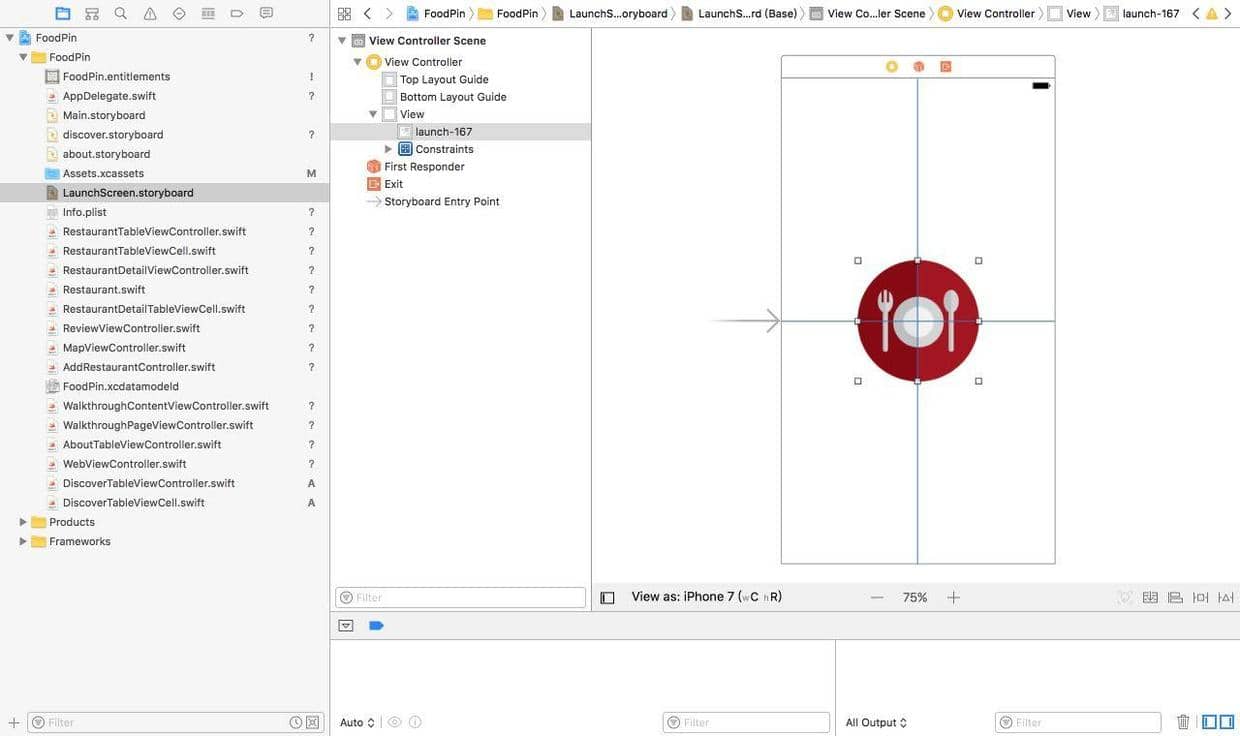 FoodPin ?
FoodPin
FoodPin.entitlements !
AppDelegate.swift ?
Main.storyboard
discover.storyboard ?
about.storyboard
Assets.xcassets M
LaunchScreen.storyboard
Info.plist ?
RestaurantTableViewController.swift ?
RestaurantTableViewCell.swift ?
RestaurantDetailViewController.swift ?
Restaurant.swift ?
RestaurantDetailTableViewCell.swift ?
ReviewViewController.swift ?
MapViewController.swift ?
AddRestaurantController.swift ?
FoodPin.xcdatamodeld
WalkthroughContentViewController.swift ?
WalkthroughPageViewController.swift ?
AboutTableViewController.swift ?
WebViewController.swift ?
DiscoverTableViewController.swift A
DiscoverTableViewCell.swift A
Products
Frameworks
Filter
FoodPin FoodPin LaunchS...oryboard LaunchS...rd (Base) View Co...ler Scene View Controller View launch-167
View Controller Scene
View Controller
Top Layout Guide
Bottom Layout Guide
View
launch-167
Constraints
First Responder
Exit
Storyboard Entry Point
Filter
View as: iPhone 7 (wC hR) 75%
Auto
Filter
All Output
Filter